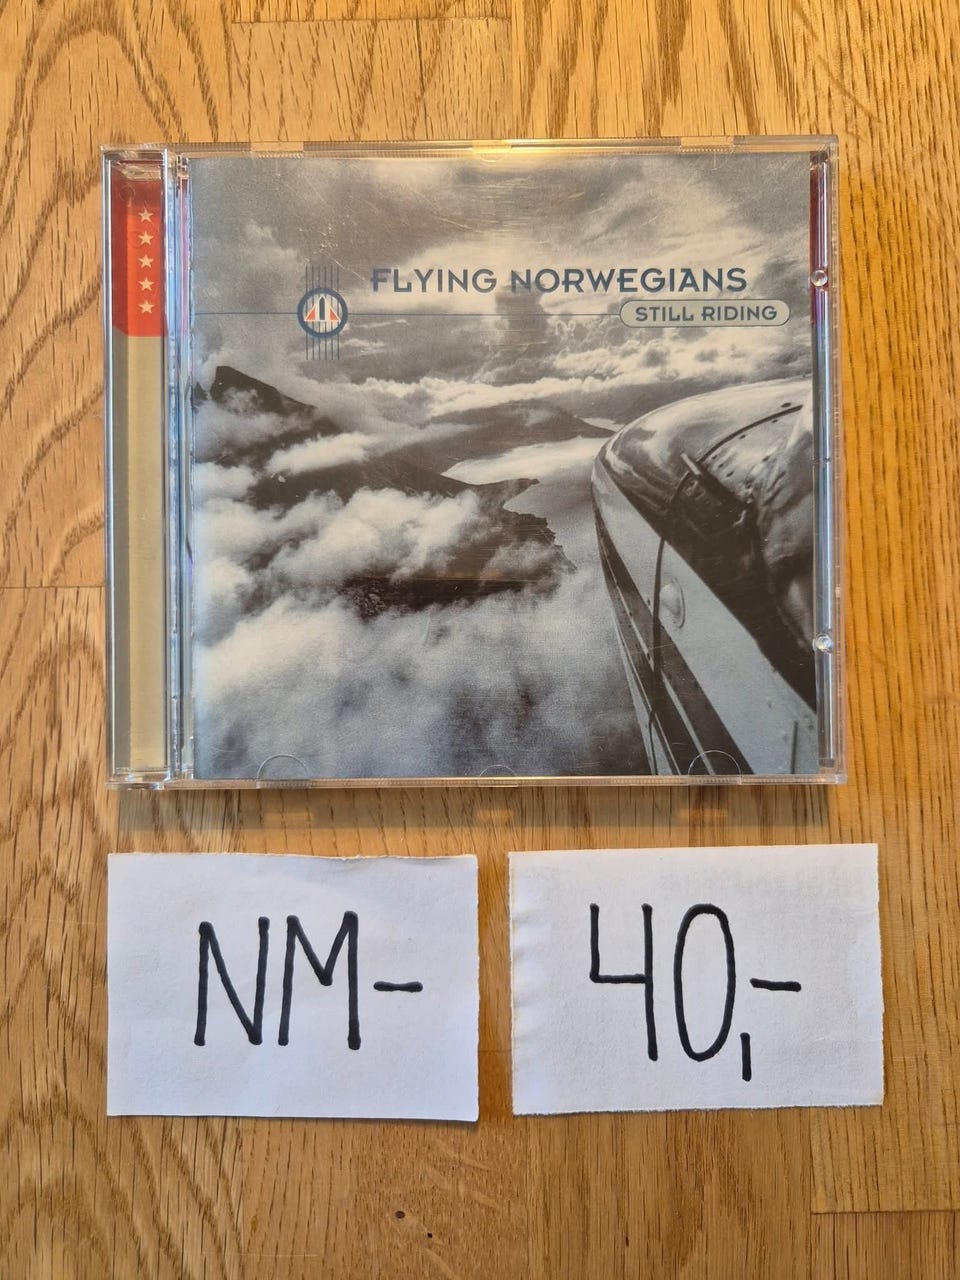 FLYING NORWEGIANS
STILL RIDING
NM-
40,-